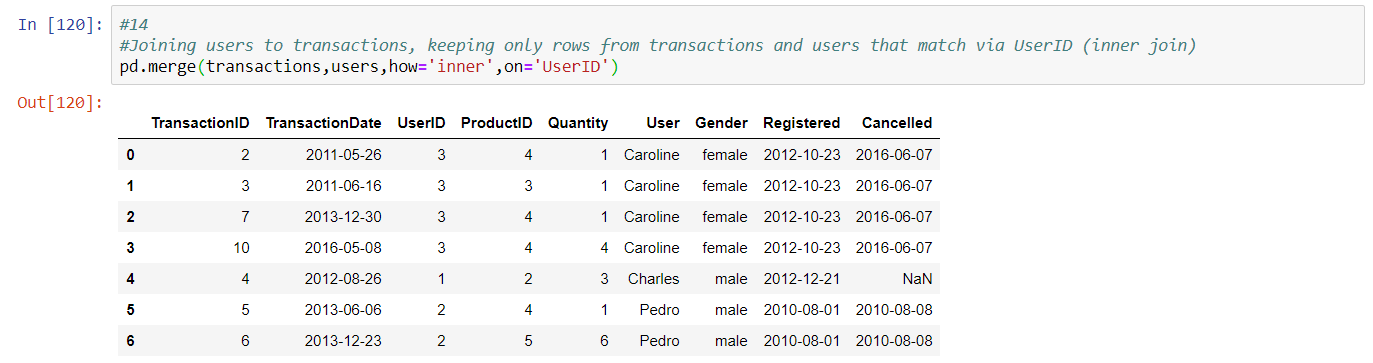 In [120]: #14
#Joining users to transactions, keeping only rows from transactions and users that match via UserID (inner join)
pd.merge(transactions,users,how='inner',on='UserID')
Out[120]:
TransactionID TransactionDate UserID ProductID Quantity User Gender Registered Cancelled
0 2 2011-05-26 3 4 1 Caroline female 2012-10-23 2016-06-07
1 3 2011-06-16 3 3 1 Caroline female 2012-10-23 2016-06-07
2 7 2013-12-30 3 4 1 Caroline female 2012-10-23 2016-06-07
3 10 2016-05-08 3 4 4 Caroline female 2012-10-23 2016-06-07
4 4 2012-08-26 1 2 3 Charles male 2012-12-21 NaN
5 5 2013-06-06 2 4 1 Pedro male 2010-08-01 2010-08-08
6 6 2013-12-23 2 5 6 Pedro male 2010-08-01 2010-08-08